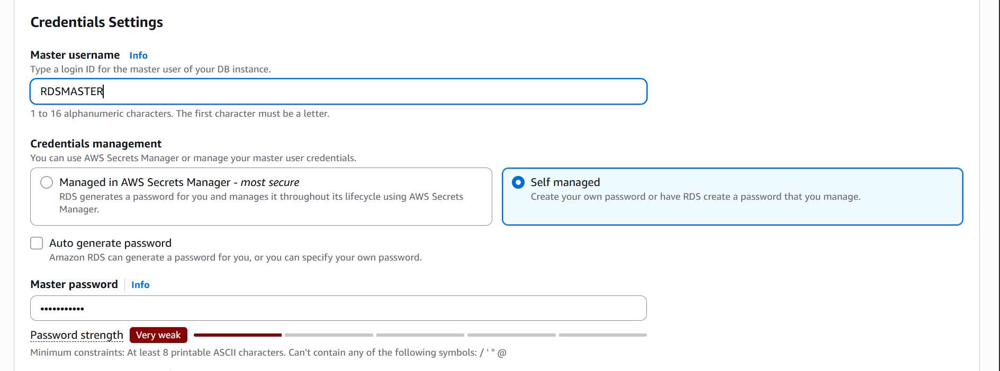 Credentials Settings
Master username Info
Type a login ID for the master user of your DB instance.
RDSMASTER
1 to 16 alphanumeric characters. The first character must be a letter.
Credentials management
You can use AWS Secrets Manager or manage your master user credentials.
Managed in AWS Secrets Manager - most secure
RDS generates a password for you and manages it throughout its lifecycle using AWS Secrets
Manager.
Self managed
Create your own password or have RDS create a password that you manage.
Auto generate password
Amazon RDS can generate a password for you, or you can specify your own password.
Master password Info
•••••••••••
Password strength Very weak
Minimum constraints: At least 8 printable ASCII characters. Can't contain any of the following symbols: / ' " @